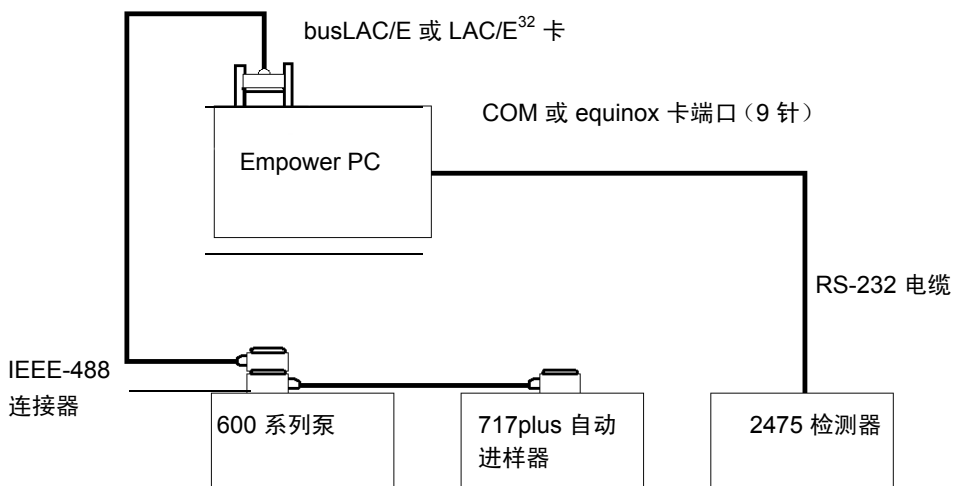 busLAC/E 或 LAC/E³² 卡
COM 或 equinox 卡端口（9 针）
Empower PC
RS-232 电缆
IEEE-488
连接器
600 系列泵
717plus 自动
进样器
2475 检测器